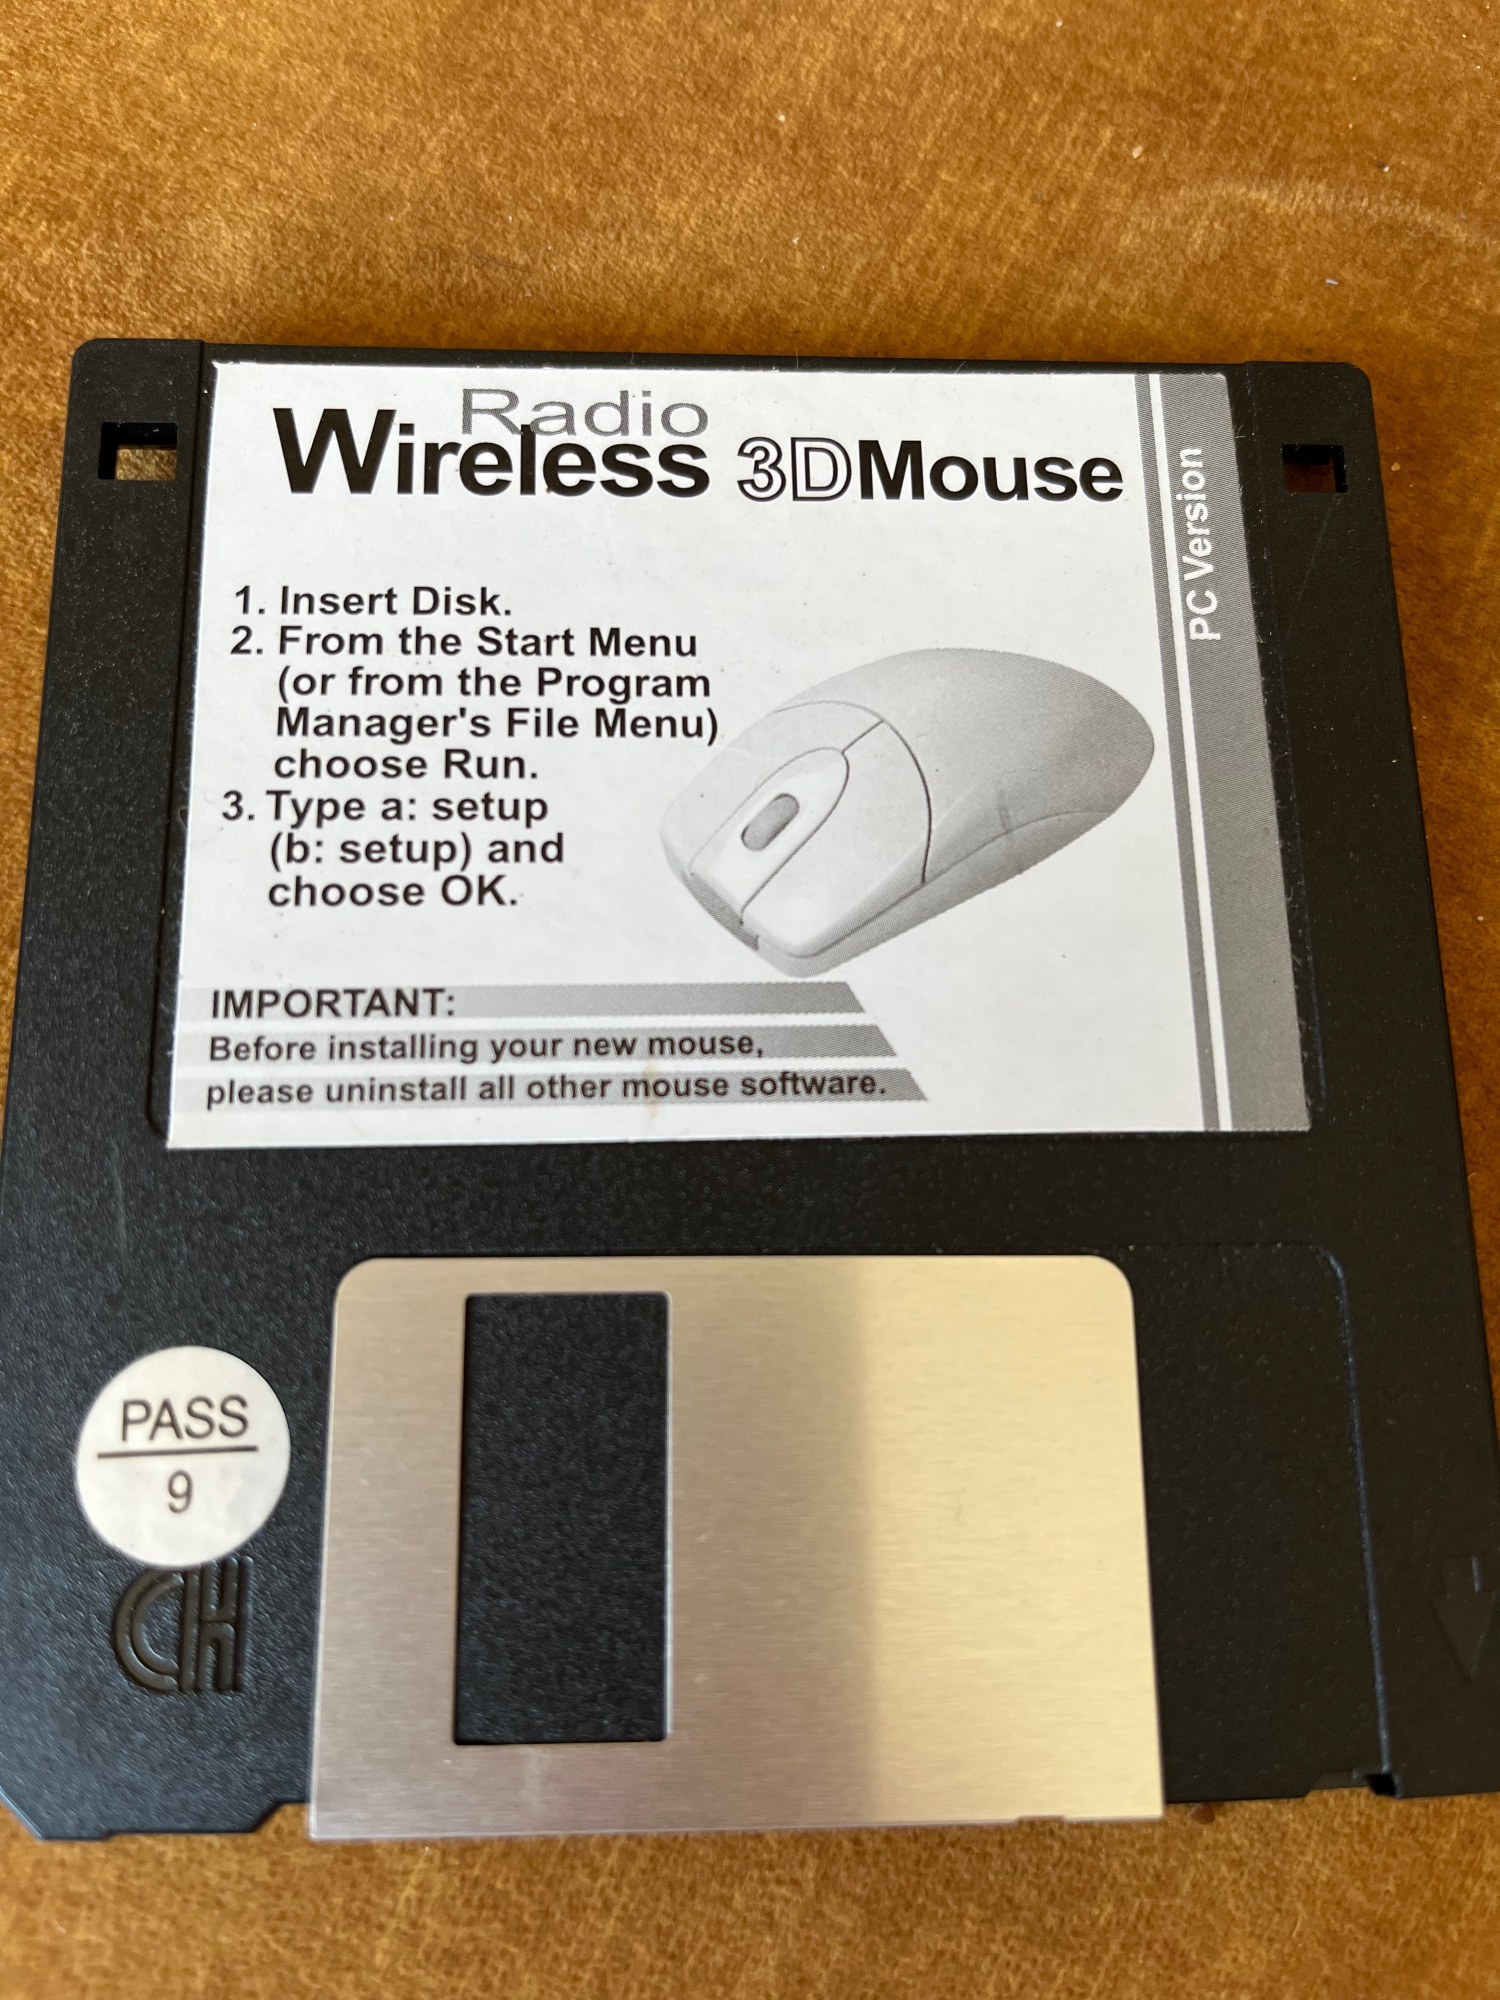 Radio
Wireless 3DMouse
PC Version
1. Insert Disk.
2. From the Start Menu
(or from the Program
Manager's File Menu)
choose Run.
3. Type a: setup
(b: setup) and
choose OK.
IMPORTANT:
Before installing your new mouse,
please uninstall all other mouse software.
PASS
9
CH